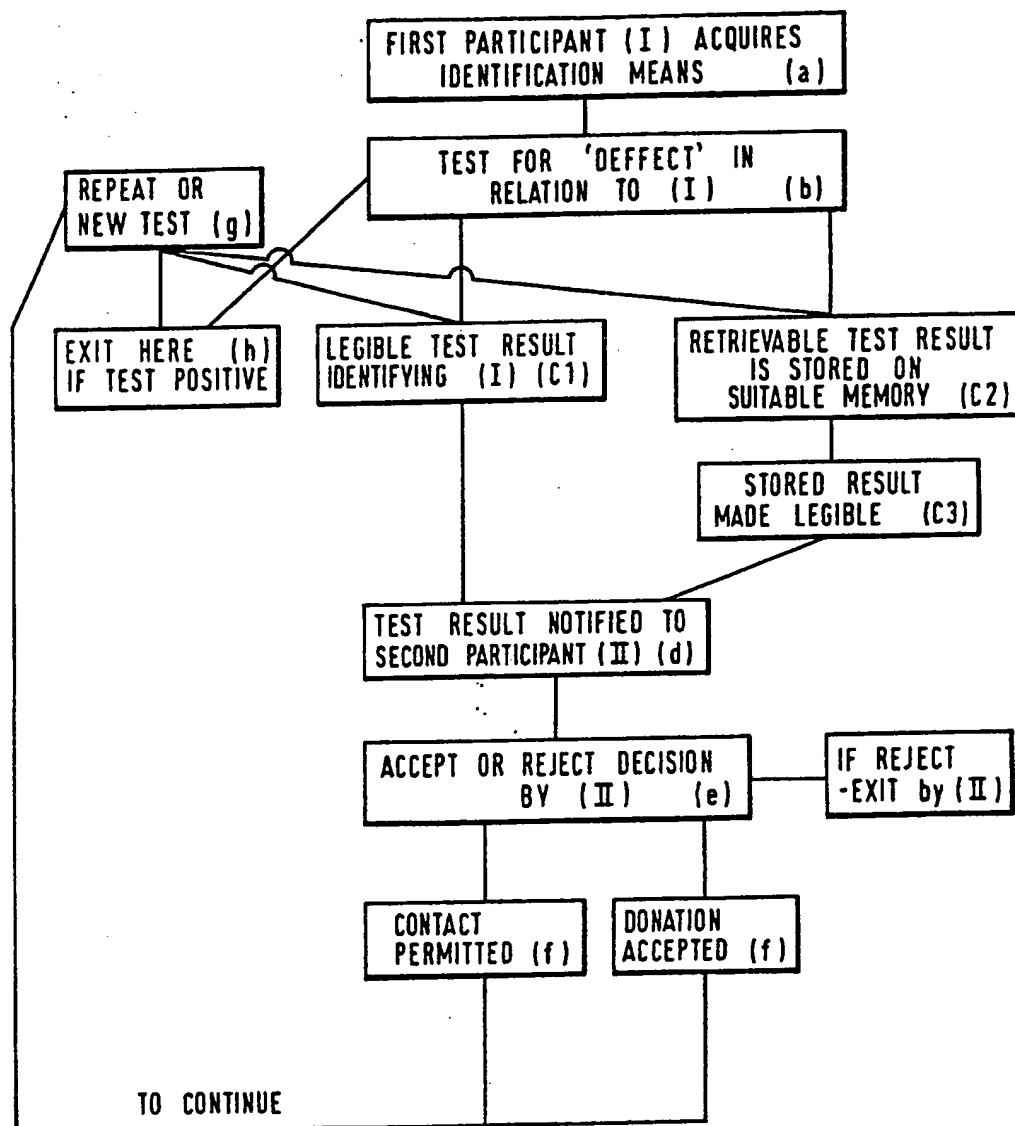 FIRST PARTICIPANT (I) ACQUIRES
IDENTIFICATION MEANS (a)
TEST FOR 'DEFFECT' IN
RELATION TO (I) (b)
REPEAT OR
NEW TEST (g)
EXIT HERE (h)
IF TEST POSITIVE
LEGIBLE TEST RESULT
IDENTIFYING (I) (C1)
RETRIEVABLE TEST RESULT
IS STORED ON
SUITABLE MEMORY (C2)
STORED RESULT
MADE LEGIBLE (C3)
TEST RESULT NOTIFIED TO
SECOND PARTICIPANT (II) (d)
ACCEPT OR REJECT DECISION
BY (II) (e)
IF REJECT
-EXIT by (II)
CONTACT
PERMITTED (f)
DONATION
ACCEPTED (f)
TO CONTINUE